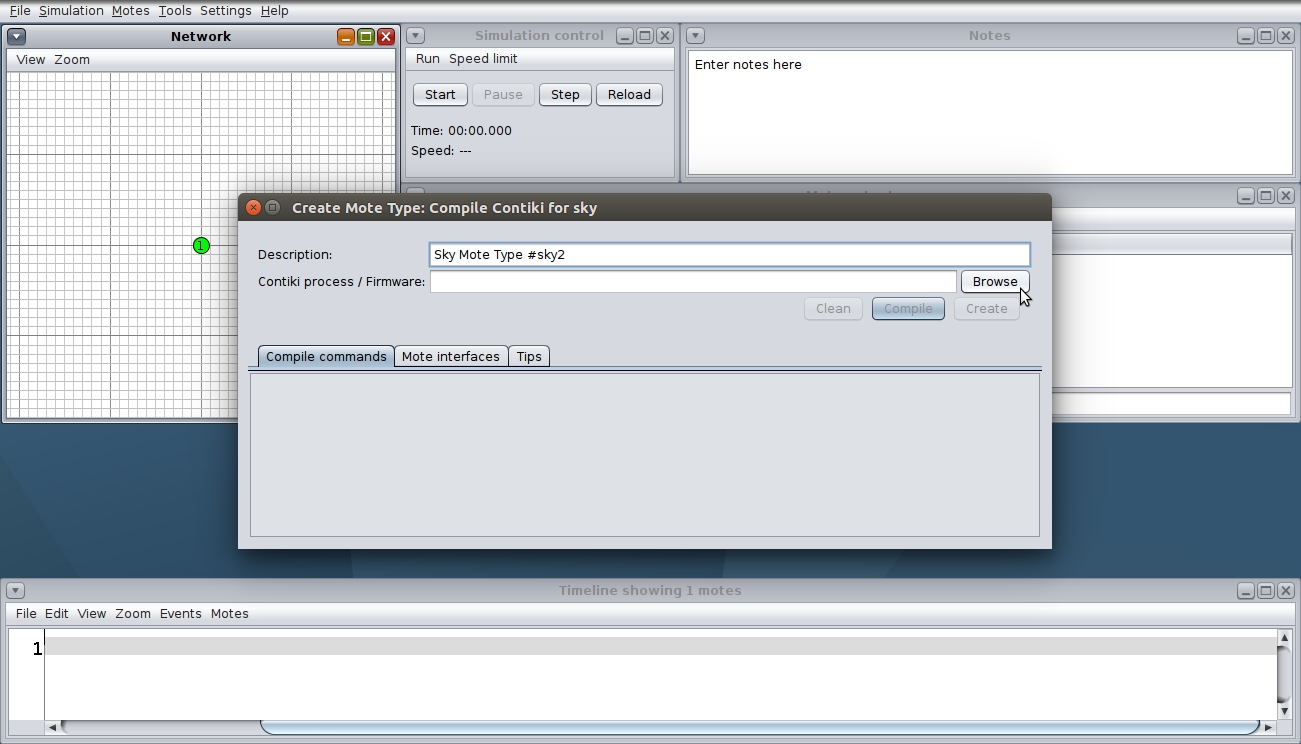 File Simulation Motes Tools Settings Help
Network
View Zoom
1
Simulation control
Run Speed limit
Start Pause Step Reload
Time: 00:00.000
Speed: ---
Notes
Enter notes here
Create Mote Type: Compile Contiki for sky
Description: Sky Mote Type #sky2
Contiki process / Firmware: Browse
Clean Compile Create
Compile commands Mote interfaces Tips
Timeline showing 1 motes
File Edit View Zoom Events Motes
1